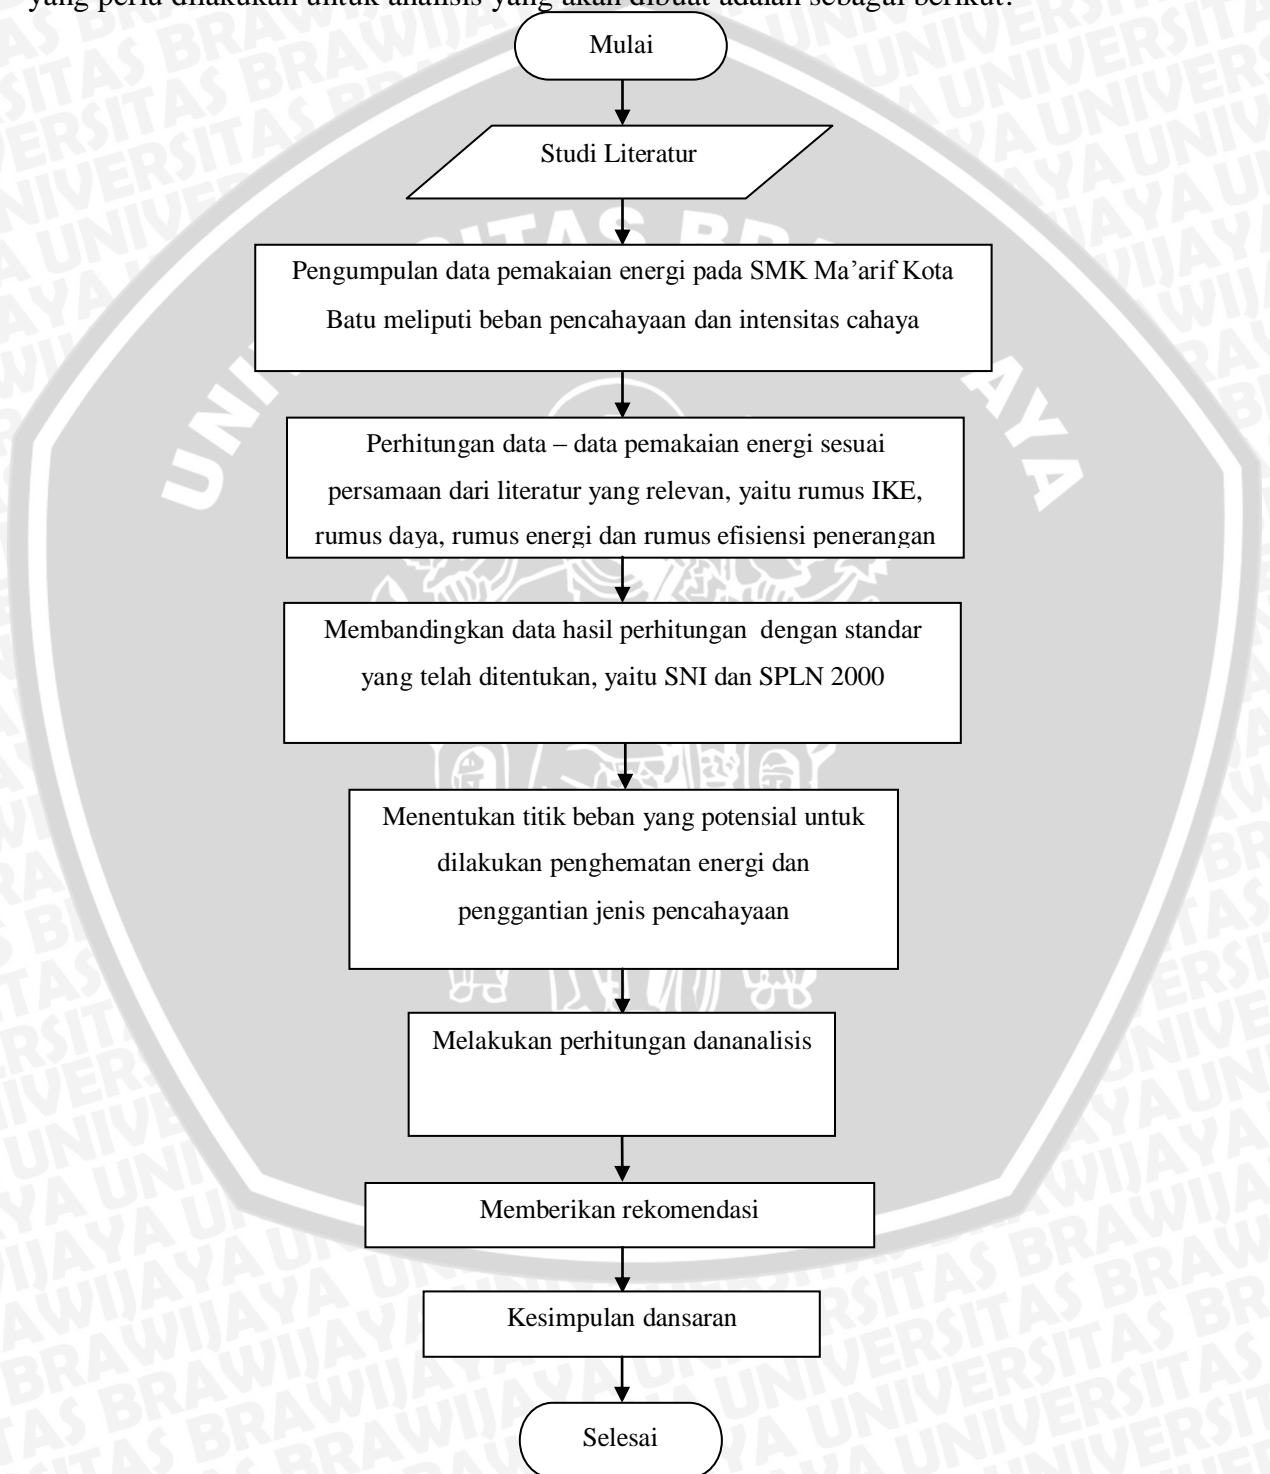 yang perlu dilakukan untuk analisis yang akan dibuat adalah sebagai berikut:
Mulai
Studi Literatur
Pengumpulan data pemakaian energi pada SMK Ma’arif Kota
Batu meliputi beban pencahayaan dan intensitas cahaya
Perhitungan data – data pemakaian energi sesuai
persamaan dari literatur yang relevan, yaitu rumus IKE,
rumus daya, rumus energi dan rumus efisiensi penerangan
Membandingkan data hasil perhitungan dengan standar
yang telah ditentukan, yaitu SNI dan SPLN 2000
Menentukan titik beban yang potensial untuk
dilakukan penghematan energi dan
penggantian jenis pencahayaan
Melakukan perhitungan dananalisis
Memberikan rekomendasi
Kesimpulan dansaran
Selesai